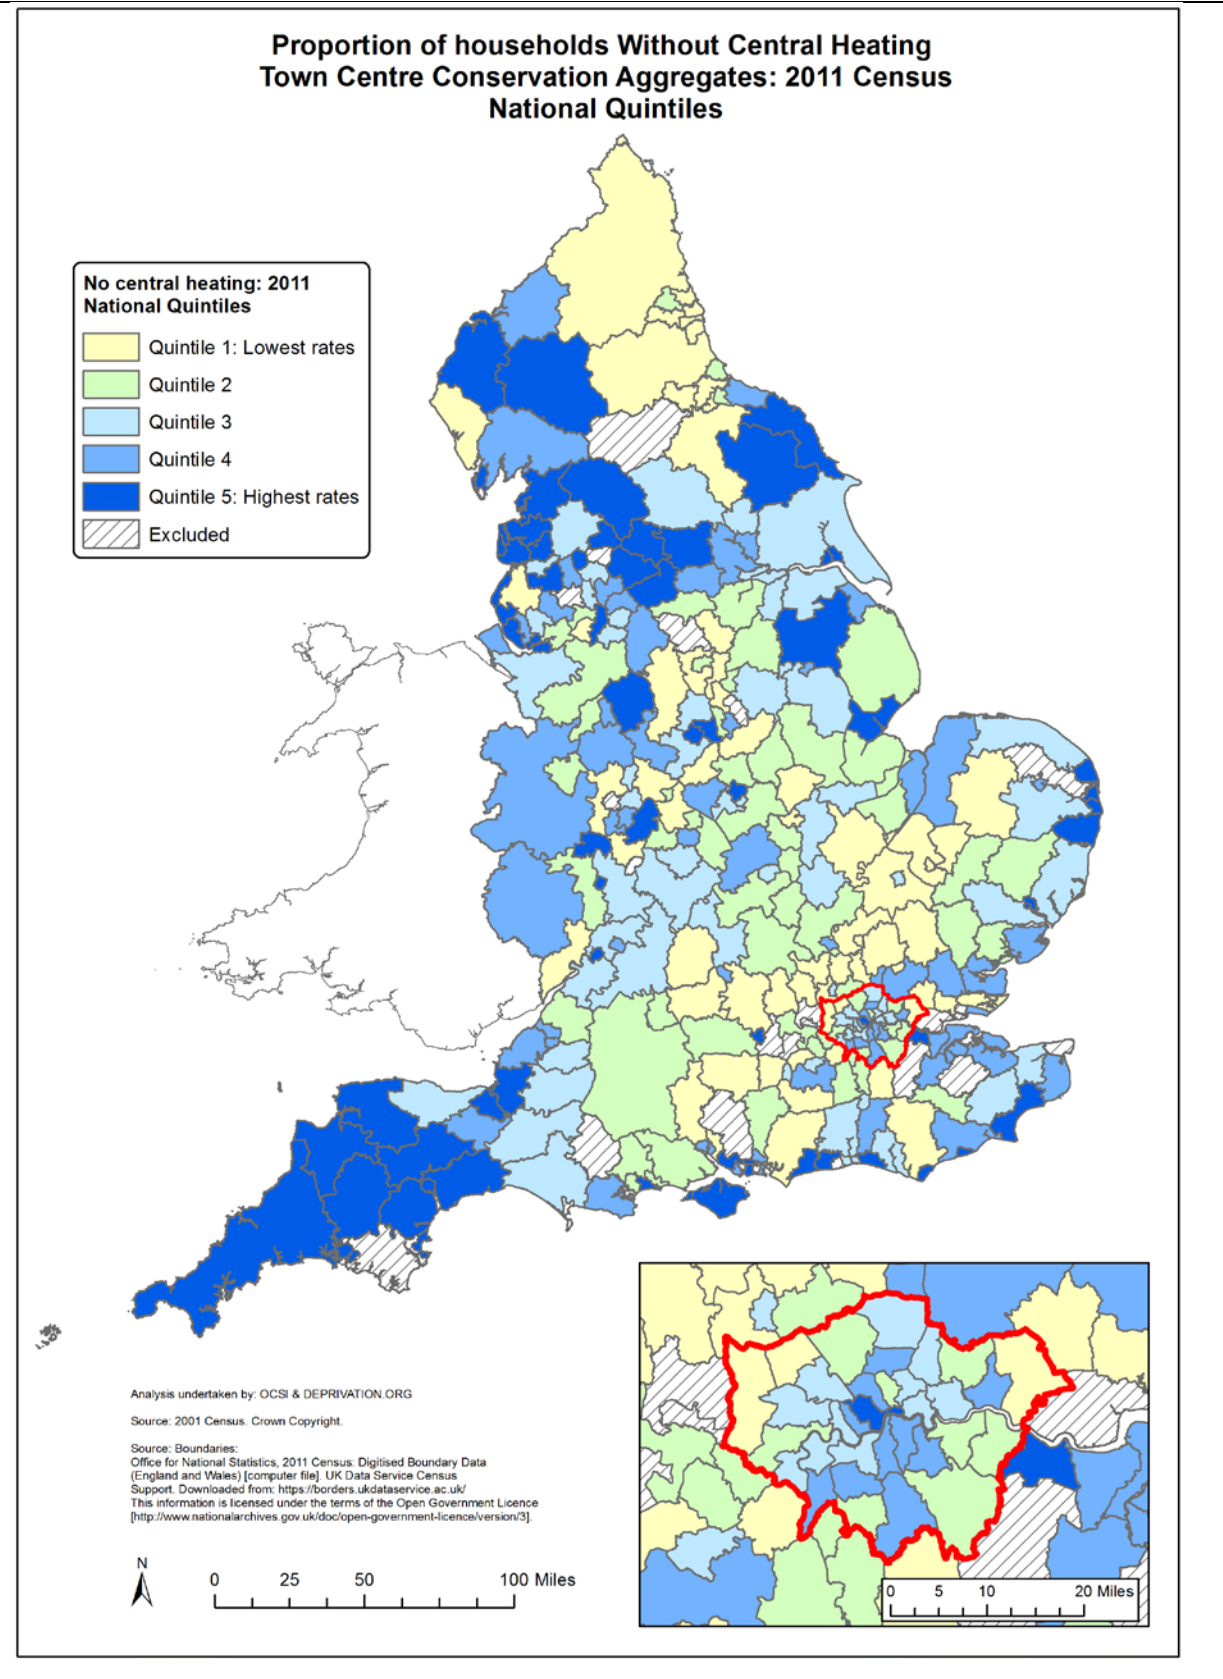 Proportion of households Without Central Heating
Town Centre Conservation Aggregates: 2011 Census
National Quintiles
No central heating: 2011
National Quintiles
Quintile 1: Lowest rates
Quintile 2
Quintile 3
Quintile 4
Quintile 5: Highest rates
Excluded
Analysis undertaken by: OCSI & DEPRIVATION.ORG
Source: 2001 Census. Crown Copyright.
Source: Boundaries:
Office for National Statistics, 2011 Census: Digitised Boundary Data
(England and Wales) [computer file]. UK Data Service Census
Support. Downloaded from: https://borders.ukdataservice.ac.uk/
This information is licensed under the terms of the Open Government Licence
[http://www.nationalarchives.gov.uk/doc/open-government-licence/version/3].
N
0 25 50 100 Miles
0 5 10 20 Miles